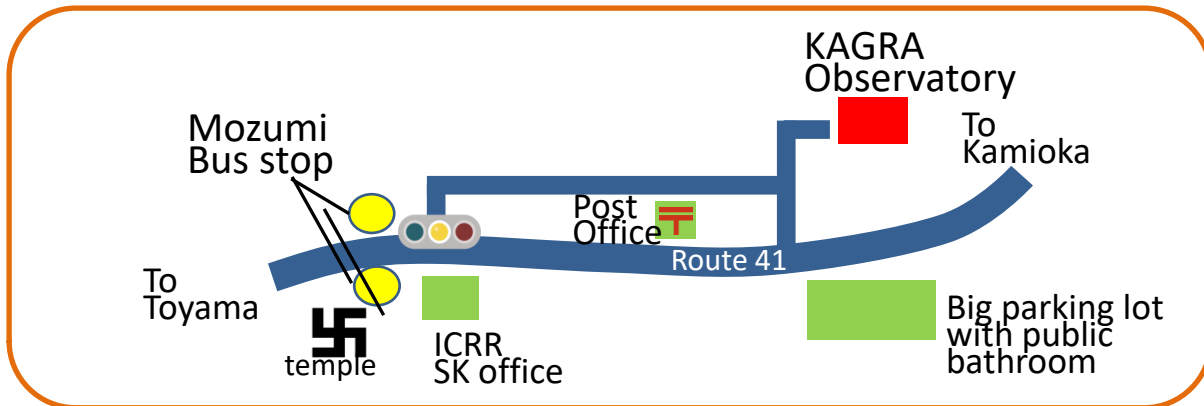 KAGRA
Observatory
To
Kamioka
Mozumi
Bus stop
Post
Office
〒
Route 41
To
Toyama
卍
temple
ICRR
SK office
Big parking lot
with public
bathroom